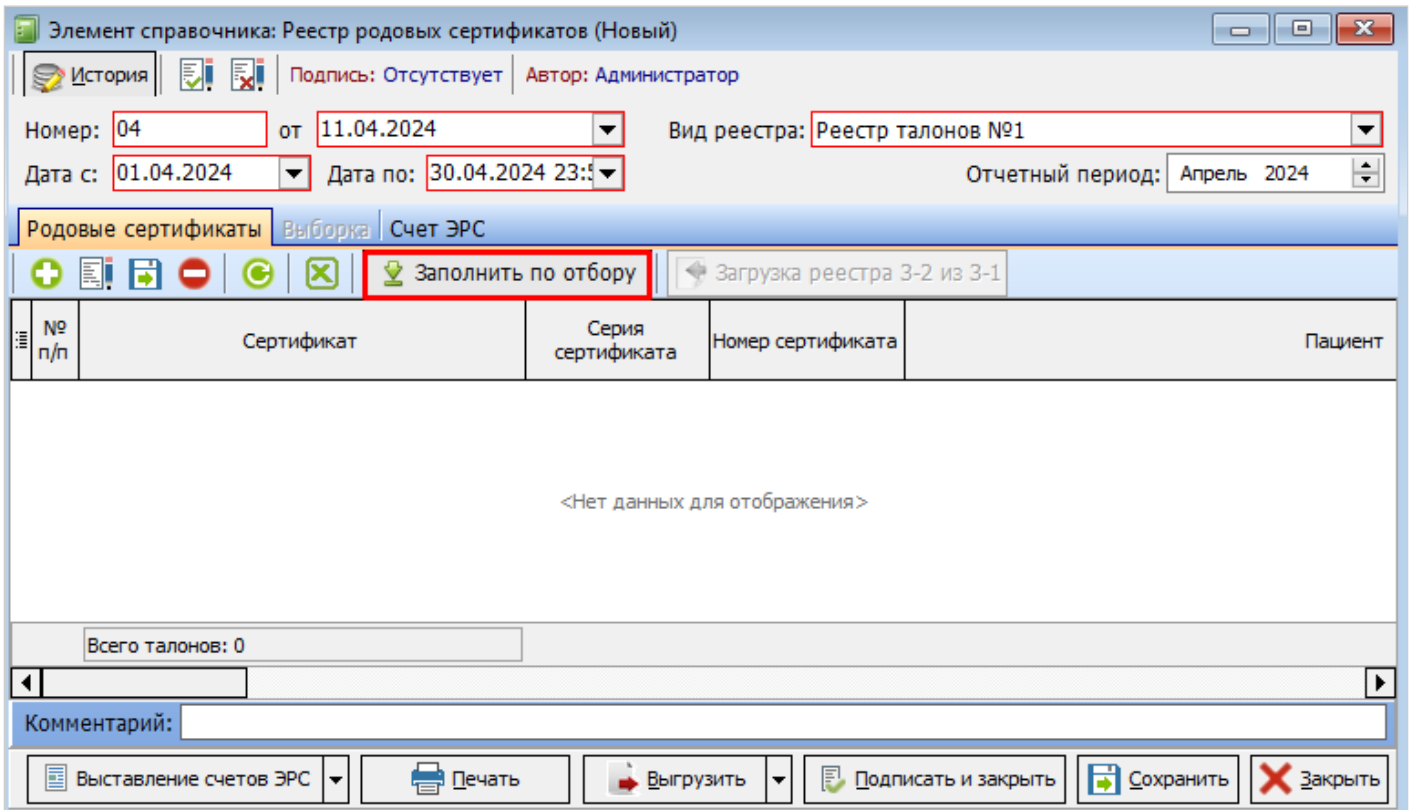 Элемент справочника: Реестр родовых сертификатов (Новый)
История Подпись: Отсутствует Автор: Администратор
Номер: 04 от 11.04.2024 Вид реестра: Реестр талонов №1
Дата с: 01.04.2024 Дата по: 30.04.2024 23:5 Отчетный период: Апрель 2024
Родовые сертификаты Выборка Счет ЭРС
Заполнить по отбору Загрузка реестра 3-2 из 3-1
№ п/п Сертификат Серия сертификата Номер сертификата Пациент
<Нет данных для отображения>
Всего талонов: 0
Комментарий:
Выставление счетов ЭРС Печать Выгрузить Подписать и закрыть Сохранить Закрыть